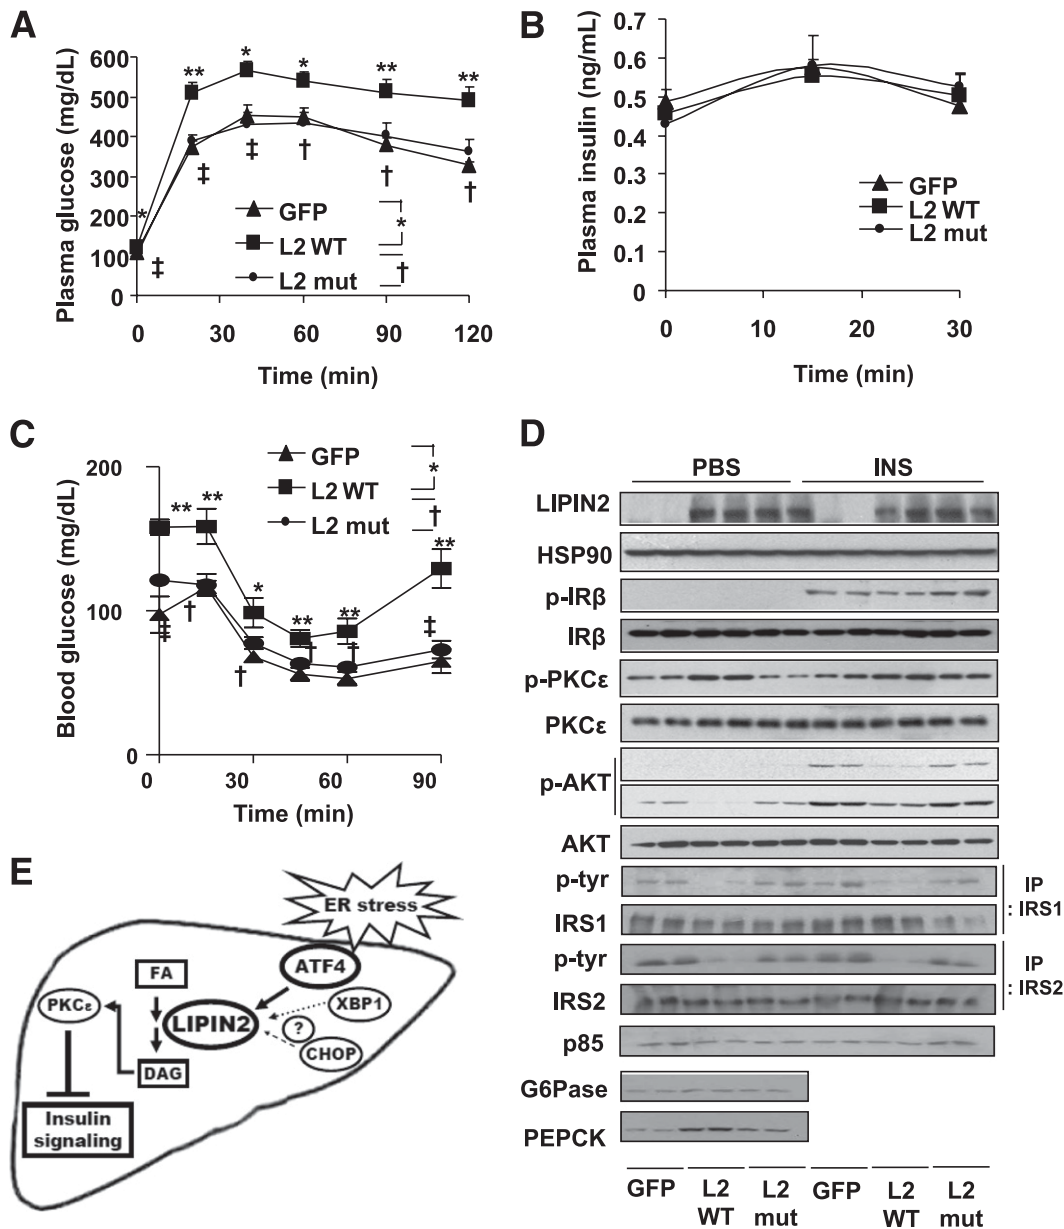 A
Plasma glucose (mg/dL)
600
500
400
300
200
100
0
** * * ** **
*
‡ ‡ † † †
‡
GFP
L2 WT
L2 mut
*
†
0 30 60 90 120
Time (min)
B
Plasma insulin (ng/mL)
0.7
0.6
0.5
0.4
0.3
0.2
0.1
0
GFP
L2 WT
L2 mut
0 10 20 30
Time (min)
C
Blood glucose (mg/dL)
200
100
0
GFP
L2 WT
L2 mut
*
†
** ** * ** ** **
‡ † † † † ‡
0 30 60 90
Time (min)
D
PBS INS
LIPIN2
HSP90
p-IRβ
IRβ
p-PKCε
PKCε
p-AKT
AKT
p-tyr
IRS1
IP
: IRS1
p-tyr
IRS2
IP
: IRS2
p85
G6Pase
PEPCK
GFP L2 L2 GFP L2 L2
WT mut WT mut
E
ER stress
ATF4
FA
PKCε
XBP1
LIPIN2
?
CHOP
DAG
Insulin
signaling